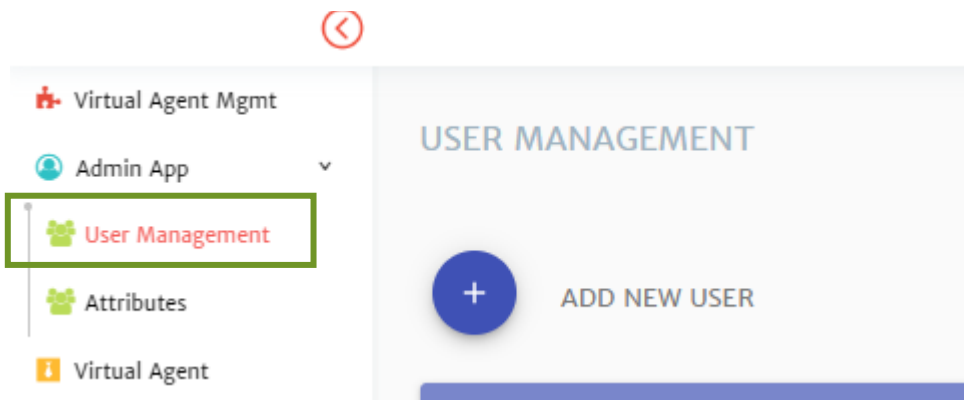 Virtual Agent Mgmt
Admin App
User Management
Attributes
Virtual Agent
USER MANAGEMENT
+ ADD NEW USER